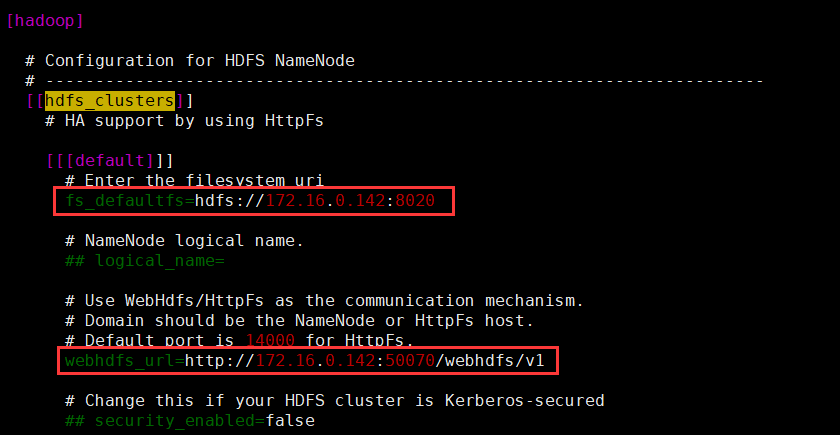 [hadoop]
# Configuration for HDFS NameNode
# ------------------------------------------------------------------------
[[hdfs_clusters]]
# HA support by using HttpFs
[[[default]]]
# Enter the filesystem uri
fs_defaultfs=hdfs://172.16.0.142:8020
# NameNode logical name.
## logical_name=
# Use WebHdfs/HttpFs as the communication mechanism.
# Domain should be the NameNode or HttpFs host.
# Default port is 14000 for HttpFs.
webhdfs_url=http://172.16.0.142:50070/webhdfs/v1
# Change this if your HDFS cluster is Kerberos-secured
## security_enabled=false